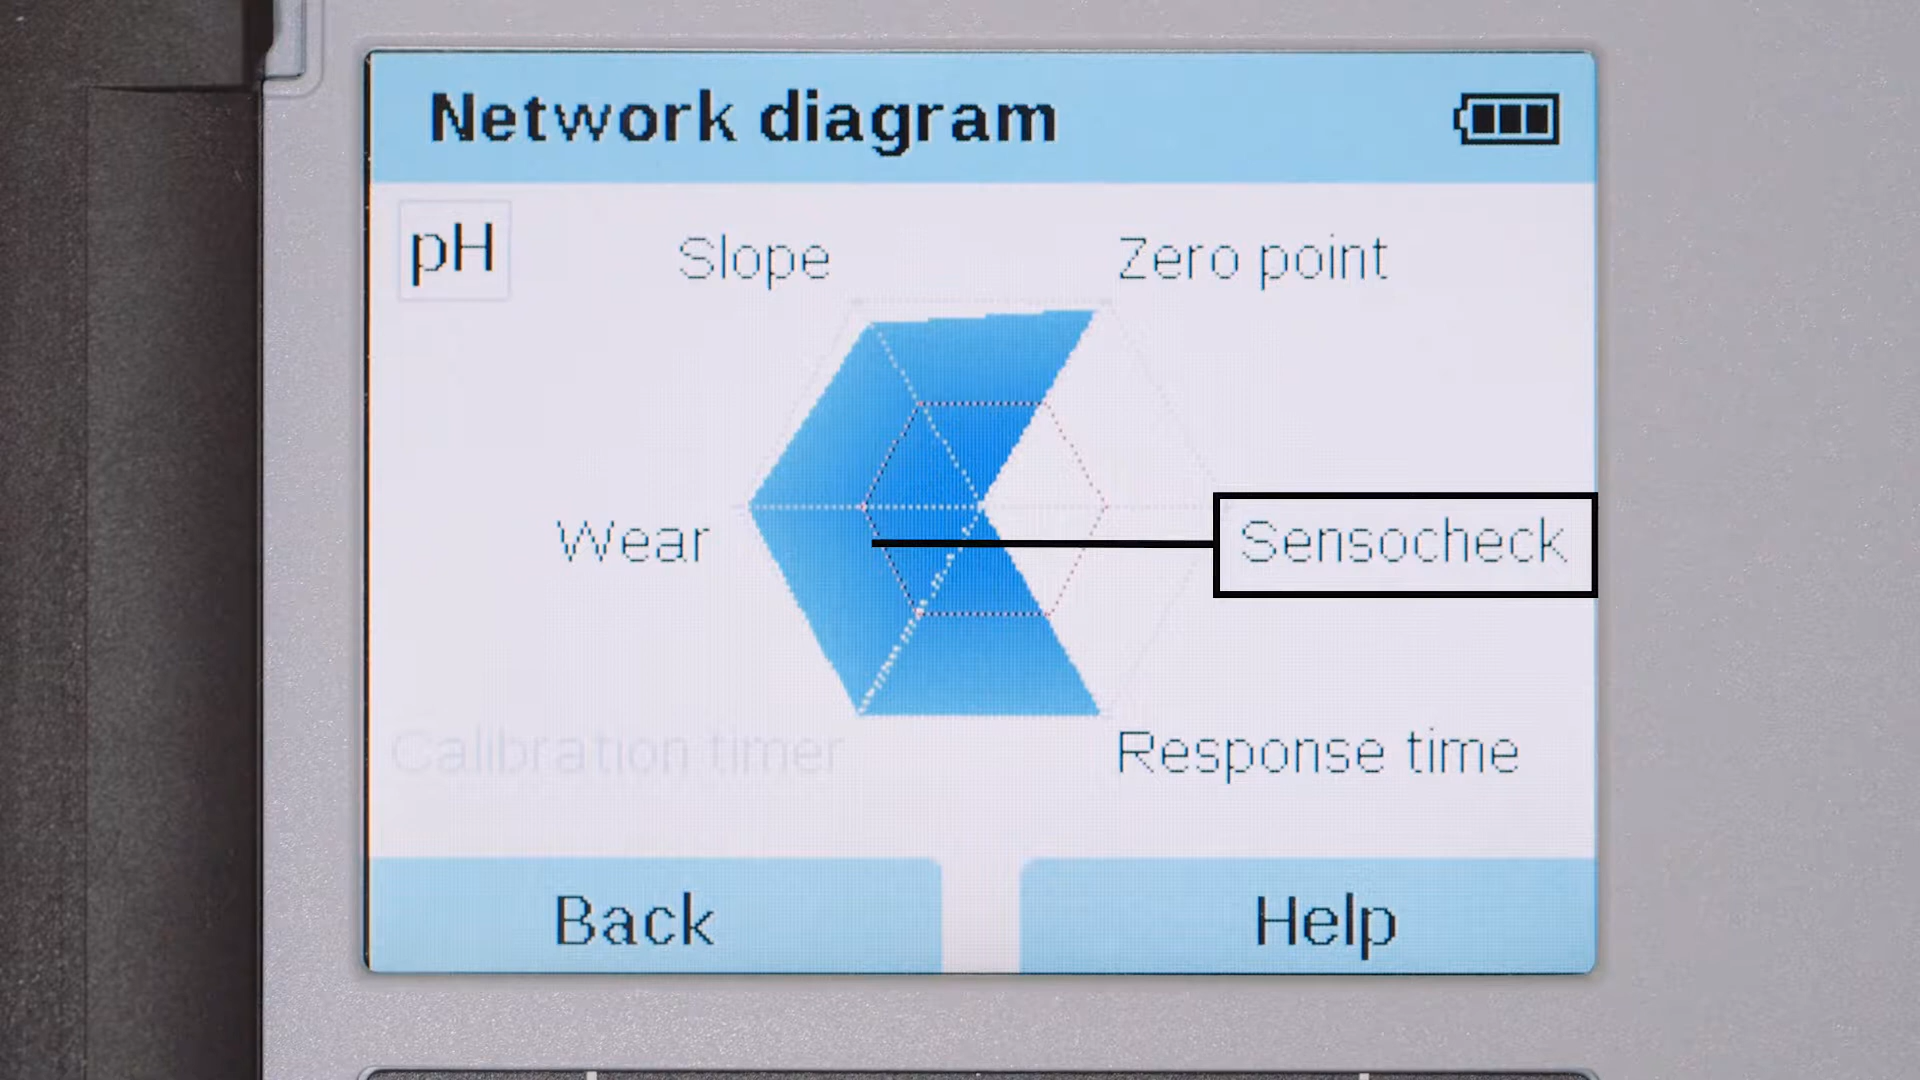 Network diagram
pH
Slope
Zero point
Wear
Sensocheck
Calibration timer
Response time
Back
Help